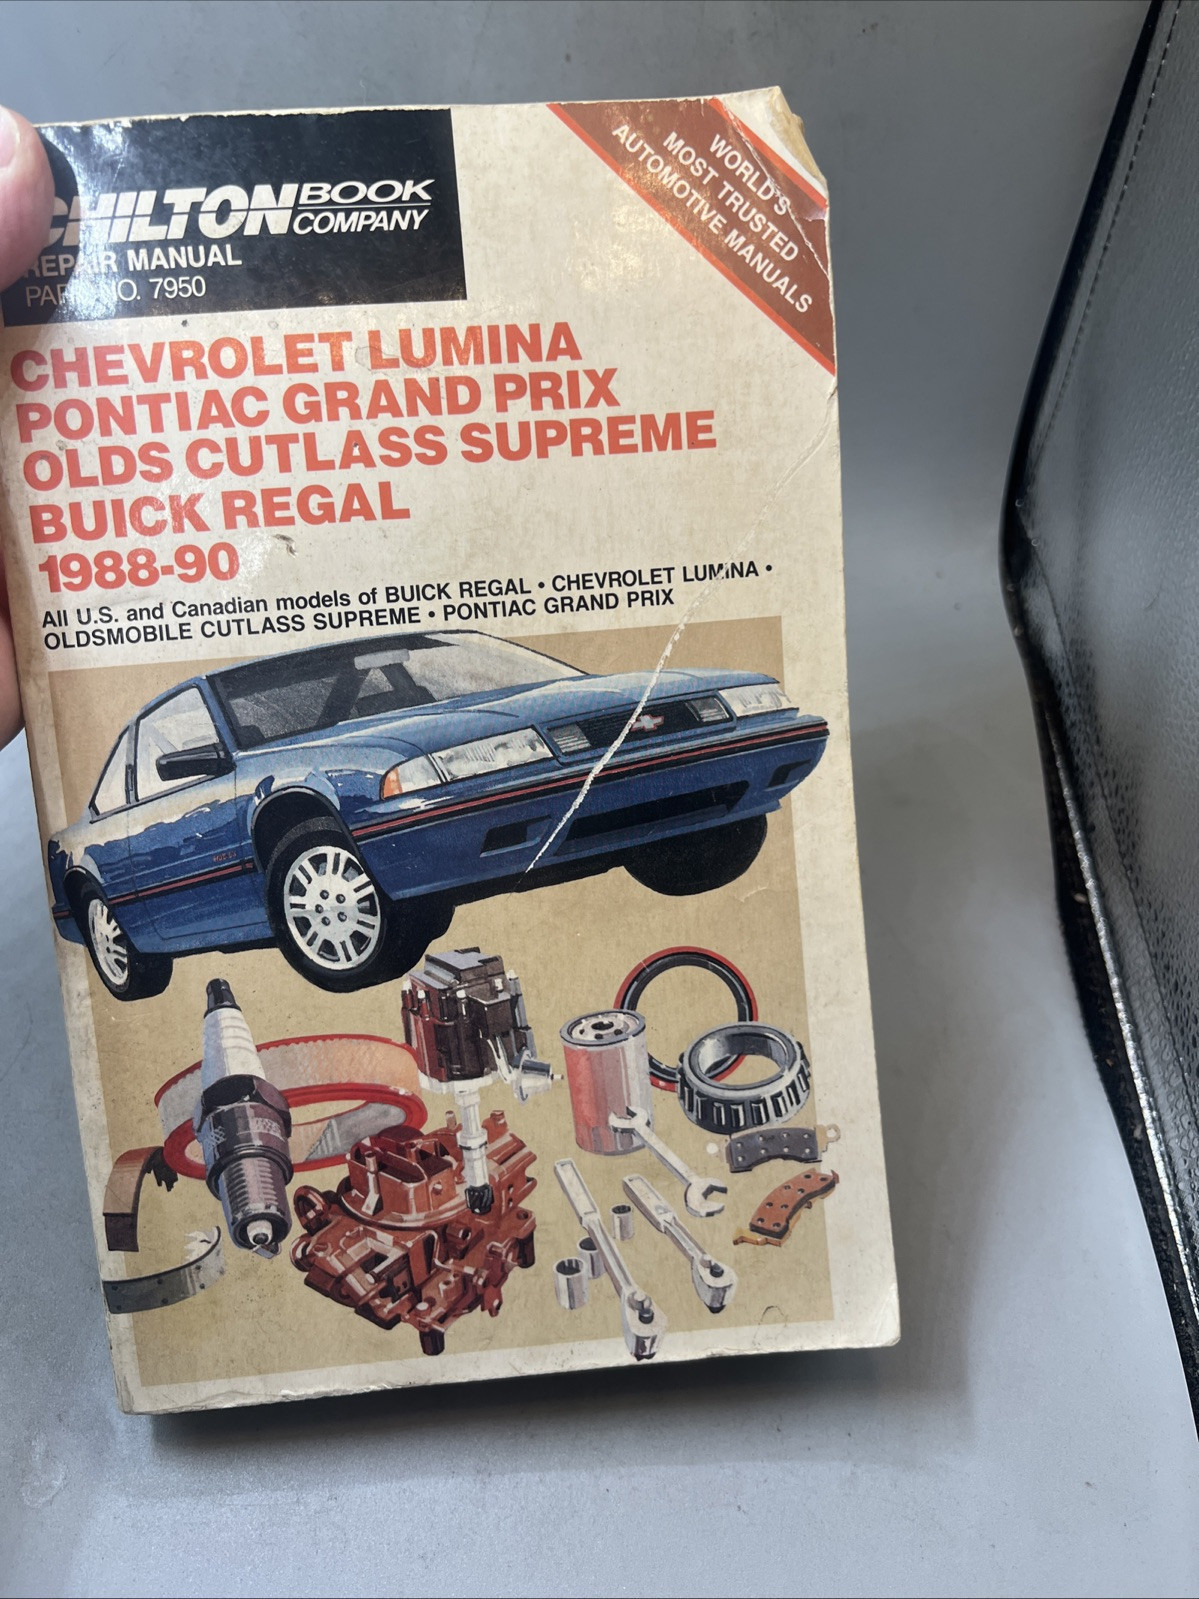 CHILTON BOOK COMPANY
REPAIR MANUAL
PART NO. 7950
WORLD'S
MOST TRUSTED
AUTOMOTIVE MANUALS
CHEVROLET LUMINA
PONTIAC GRAND PRIX
OLDS CUTLASS SUPREME
BUICK REGAL
1988-90
All U.S. and Canadian models of BUICK REGAL • CHEVROLET LUMINA •
OLDSMOBILE CUTLASS SUPREME • PONTIAC GRAND PRIX